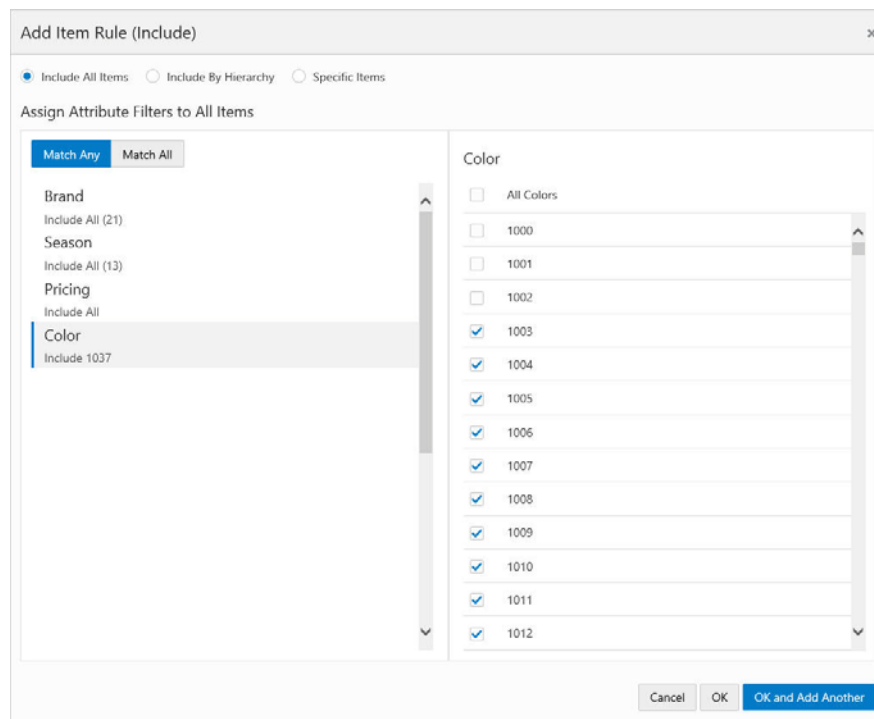 Add Item Rule (Include)
Include All Items Include By Hierarchy Specific Items
Assign Attribute Filters to All Items
Match Any Match All
Brand
Include All (21)
Season
Include All (13)
Pricing
Include All
Color
Include 1037
Color
All Colors
1000
1001
1002
1003
1004
1005
1006
1007
1008
1009
1010
1011
1012
Cancel OK OK and Add Another